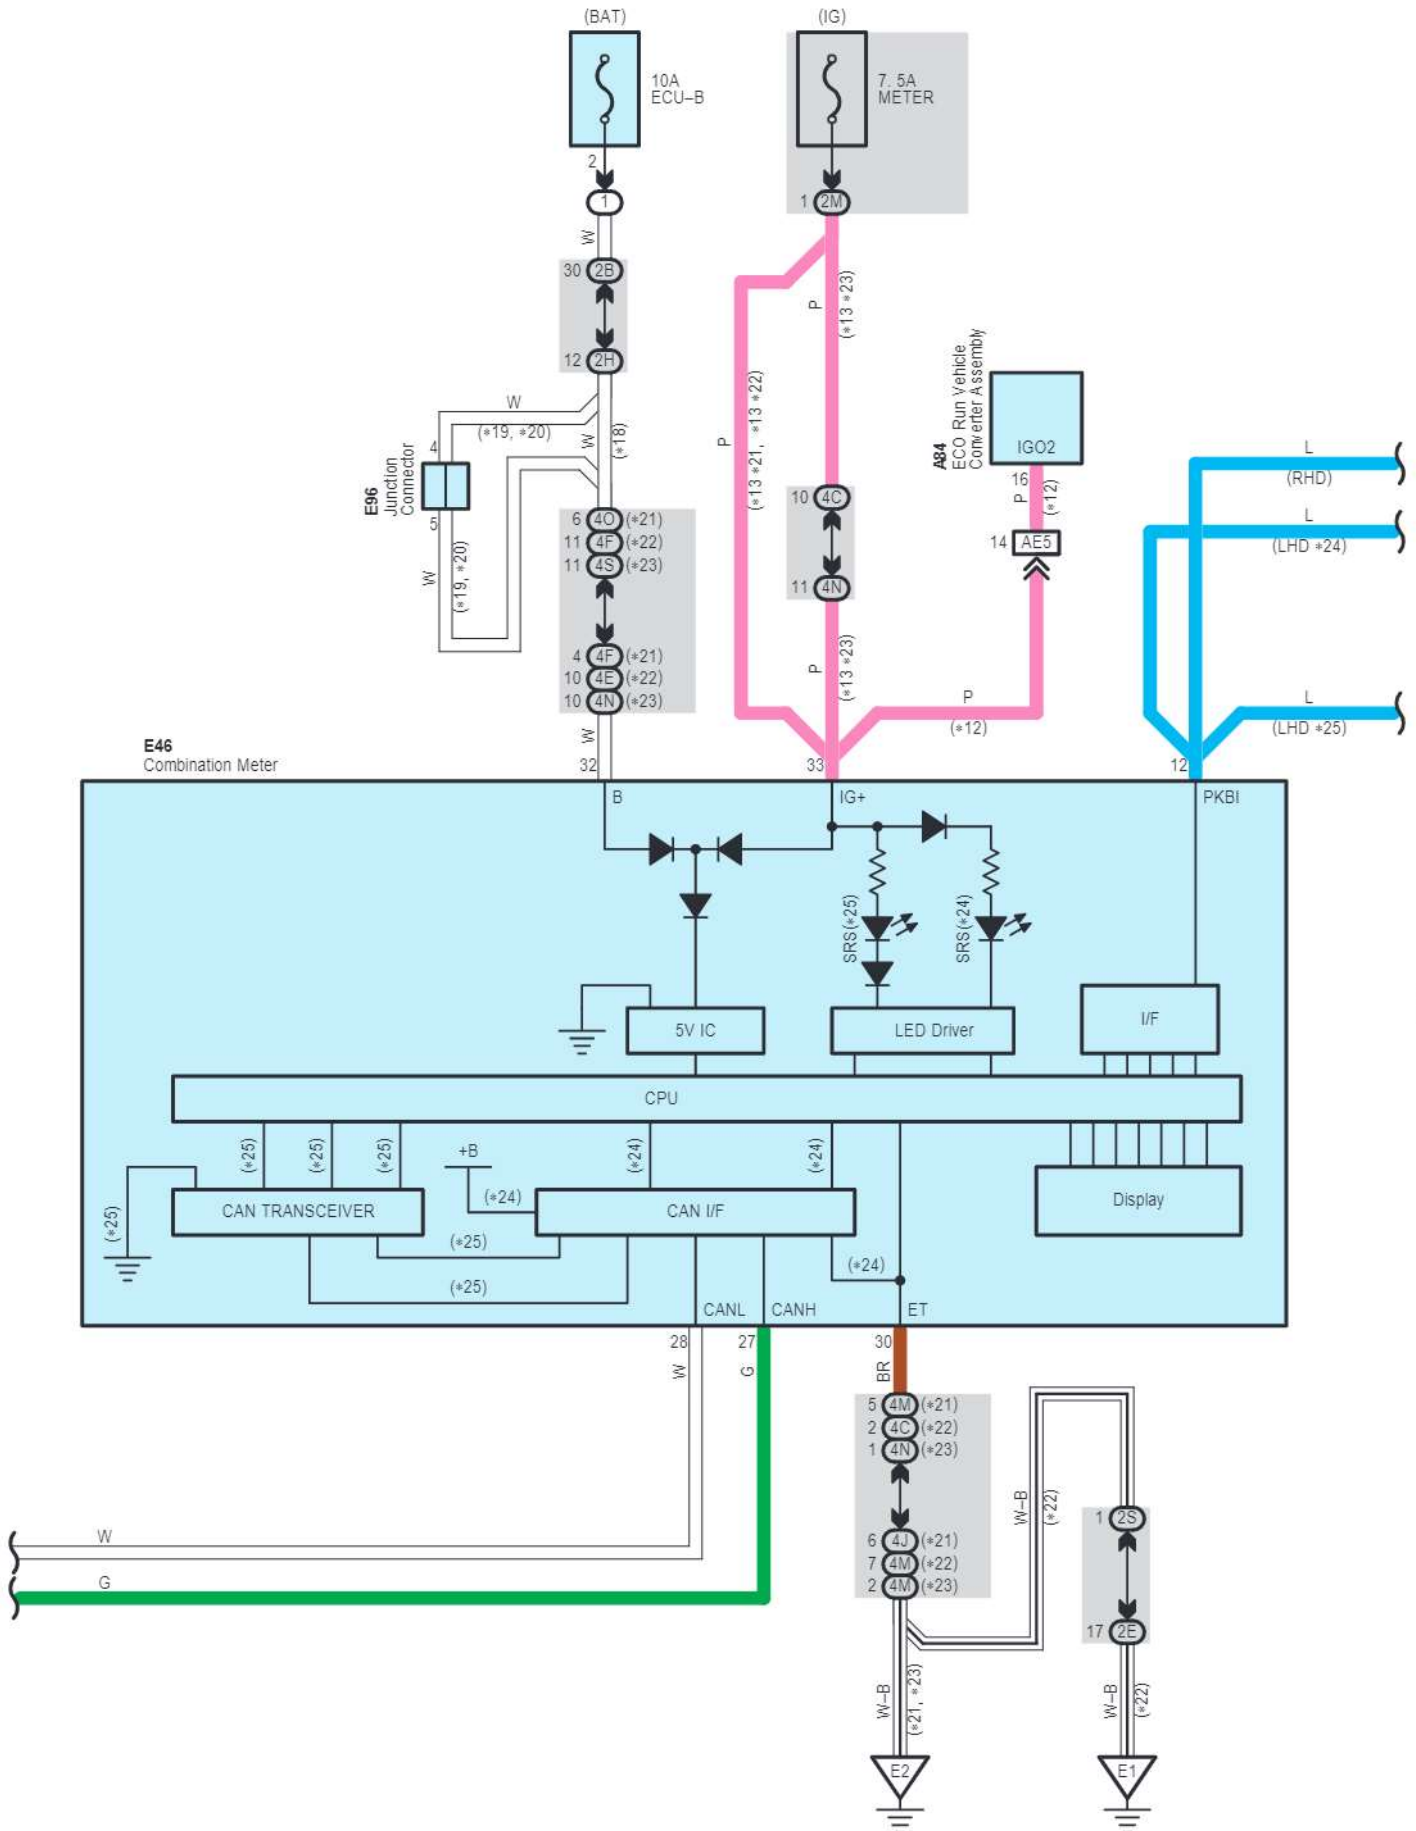 (BAT)
(IG)
10A
ECU–B
7. 5A
METER
2
1
1 2M
W
30 2B
12 2H
P
(*13 *23)
W
(*19, *20)
W
(*18)
P
(*13 *21, *13 *22)
A84
ECO Run Vehicle
Converter Assembly
IGO2
16
P
(*12)
14 AE5
L
(RHD)
L
(LHD *24)
L
(LHD *25)
4
E96
Junction
Connector
5
W
(*19, *20)
6 4O (*21)
11 4F (*22)
11 4S (*23)
10 4C
11 4N
4 4F (*21)
10 4E (*22)
10 4N (*23)
P
(*13 *23)
P
(*12)
W
E46
Combination Meter
32
33
12
B
IG+
PKBI
SRS(*25)
SRS(*24)
5V IC
LED Driver
I/F
CPU
(*25)
(*25)
(*25)
+B
(*24)
(*24)
(*24)
(*25)
CAN TRANSCEIVER
CAN I/F
Display
(*25)
(*25)
(*24)
CANL
CANH
ET
28
27
30
W
G
BR
5 4M (*21)
2 4C (*22)
1 4N (*23)
6 4J (*21)
7 4M (*22)
2 4M (*23)
W–B
(*22)
1 2S
17 2E
W
G
W–B
(*21, *23)
W–B
(*22)
E2
E1